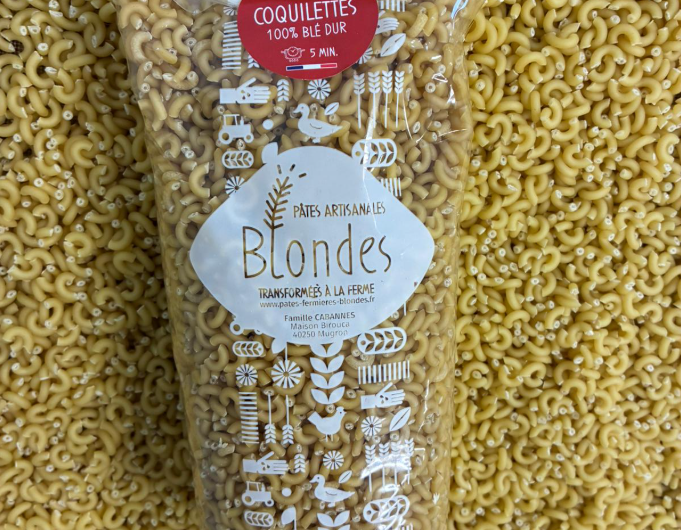 COQUILETTES
100% BLÉ DUR
5 MIN.
PÂTES ARTISANALES
BLondes
TRANSFORMÉES À LA FERME
www.pates-fermieres-blondes.fr
Famille CABANNES
Maison Birouca
40250 Mugron